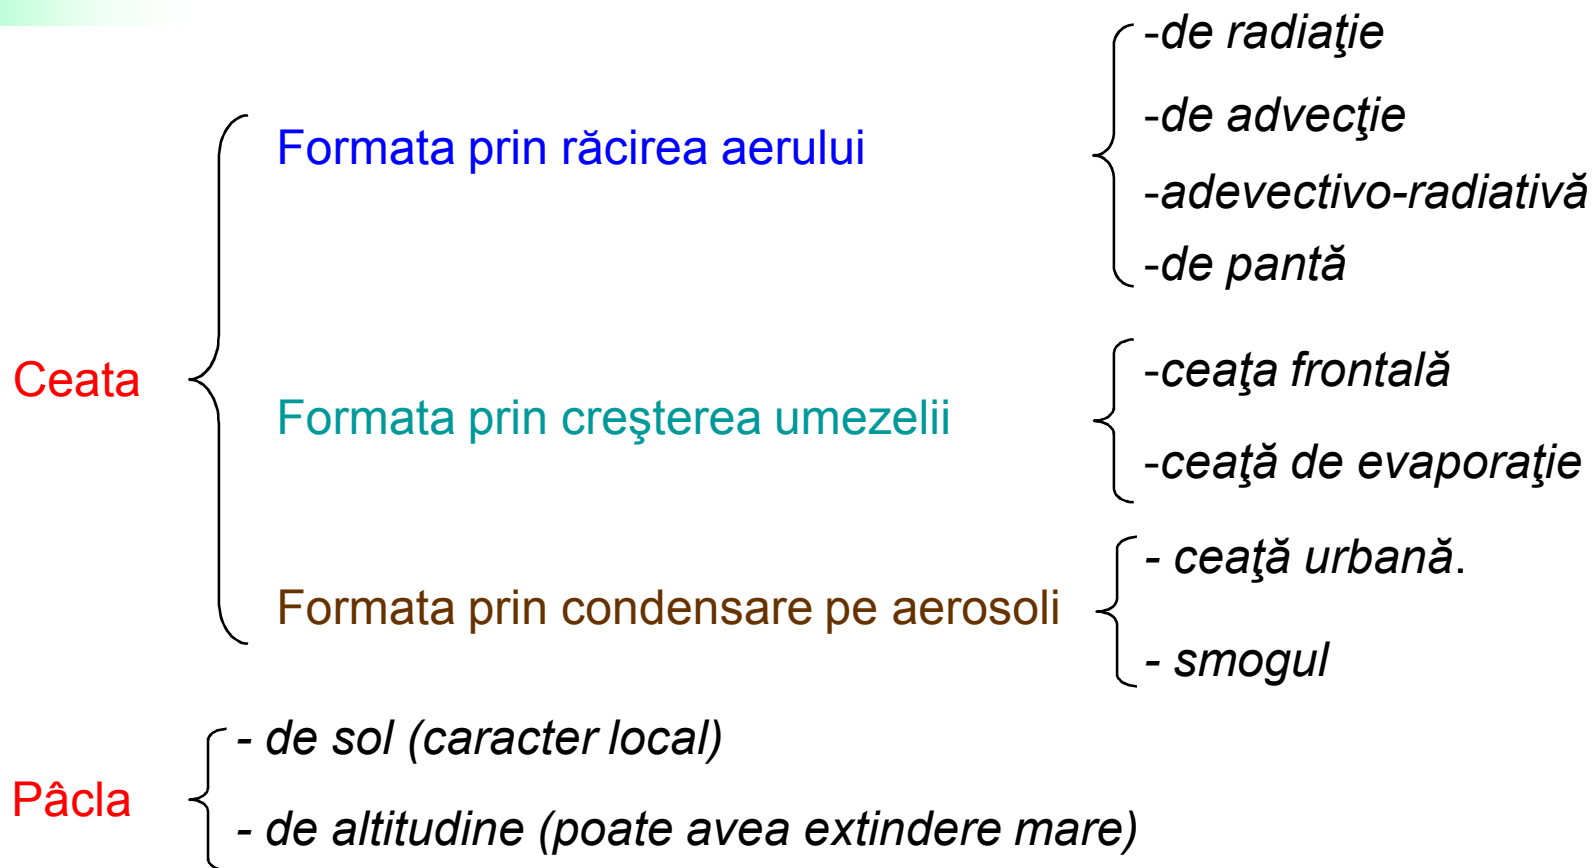 Ceata
Formata prin răcirea aerului
-de radiaţie
-de advecţie
-adevectivo-radiativă
-de pantă
Formata prin creşterea umezelii
-ceaţa frontală
-ceaţă de evaporaţie
Formata prin condensare pe aerosoli
- ceaţă urbană.
- smogul
Pâcla
- de sol (caracter local)
- de altitudine (poate avea extindere mare)